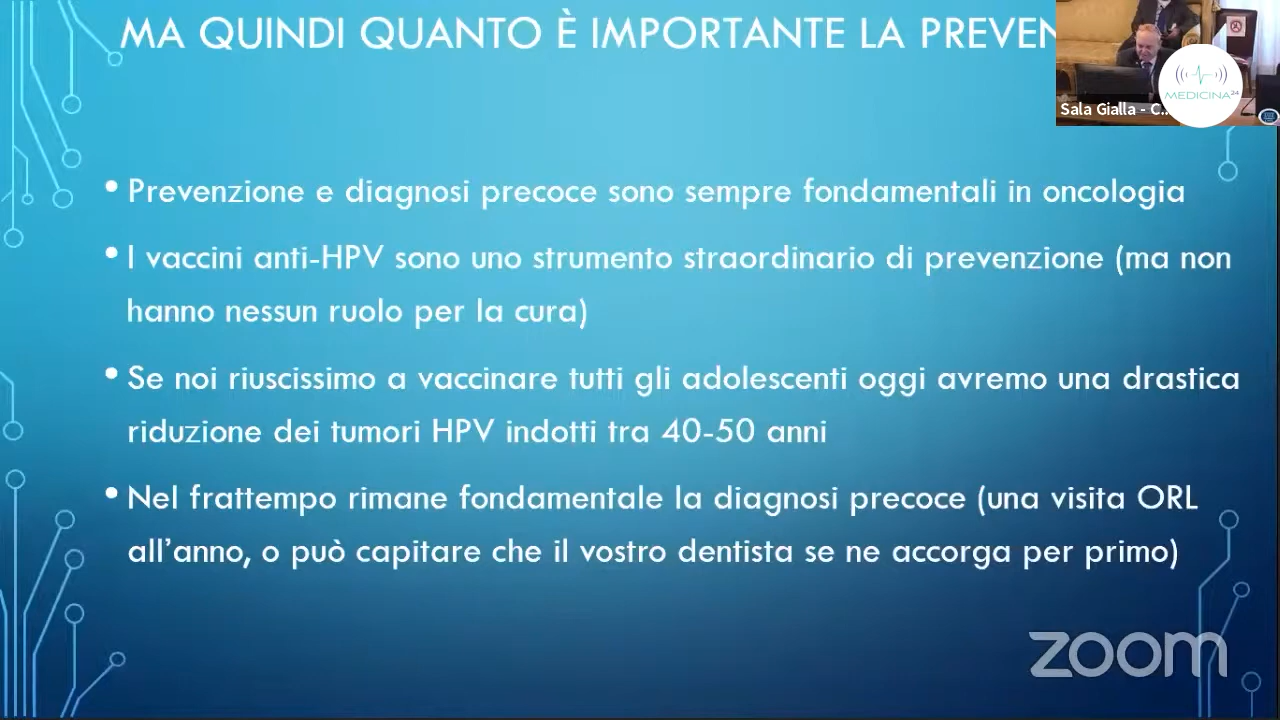 MA QUINDI QUANTO È IMPORTANTE LA PREVEN
Sala Gialla - C...
MEDICINA24
• Prevenzione e diagnosi precoce sono sempre fondamentali in oncologia
• I vaccini anti-HPV sono uno strumento straordinario di prevenzione (ma non
hanno nessun ruolo per la cura)
• Se noi riuscissimo a vaccinare tutti gli adolescenti oggi avremo una drastica
riduzione dei tumori HPV indotti tra 40-50 anni
• Nel frattempo rimane fondamentale la diagnosi precoce (una visita ORL
all'anno, o può capitare che il vostro dentista se ne accorga per primo)
zoom